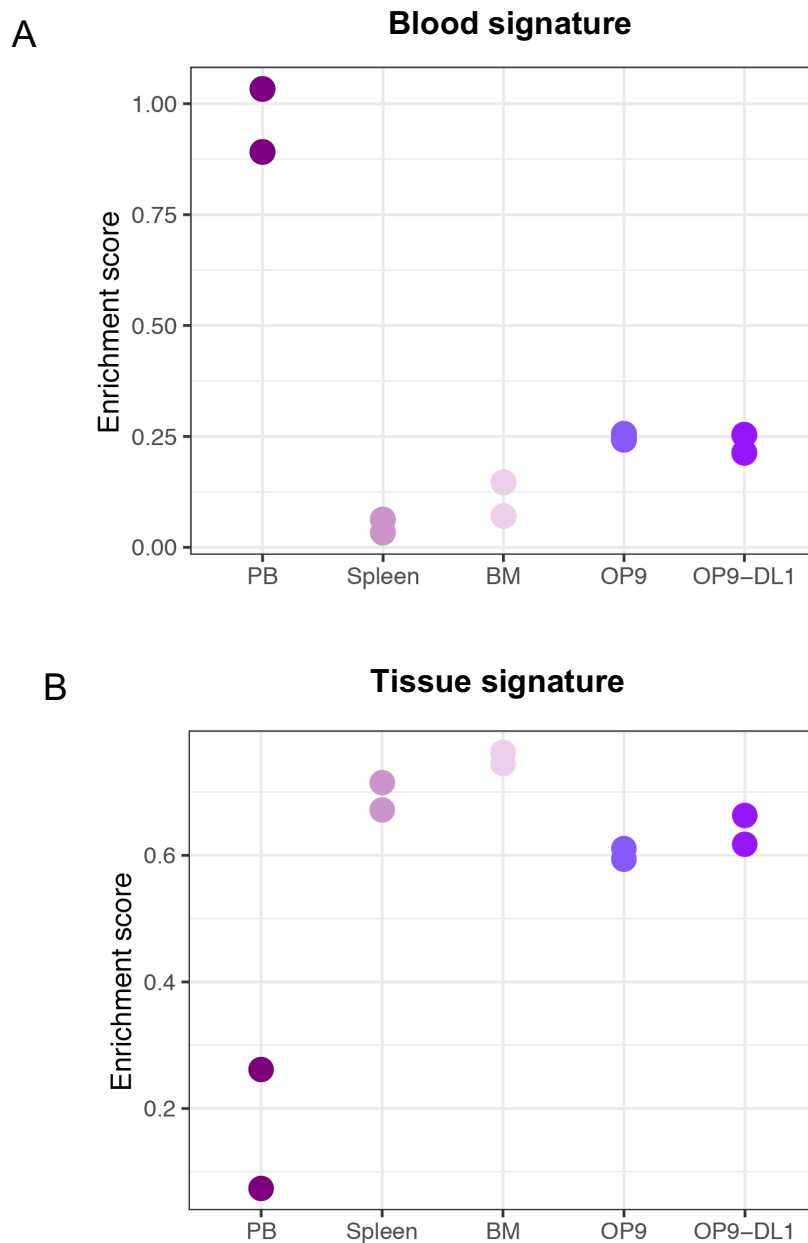 A
Blood signature
Enrichment score
1.00
0.75
0.50
0.25
0.00
PB Spleen BM OP9 OP9−DL1
B
Tissue signature
Enrichment score
0.6
0.4
0.2
PB Spleen BM OP9 OP9−DL1